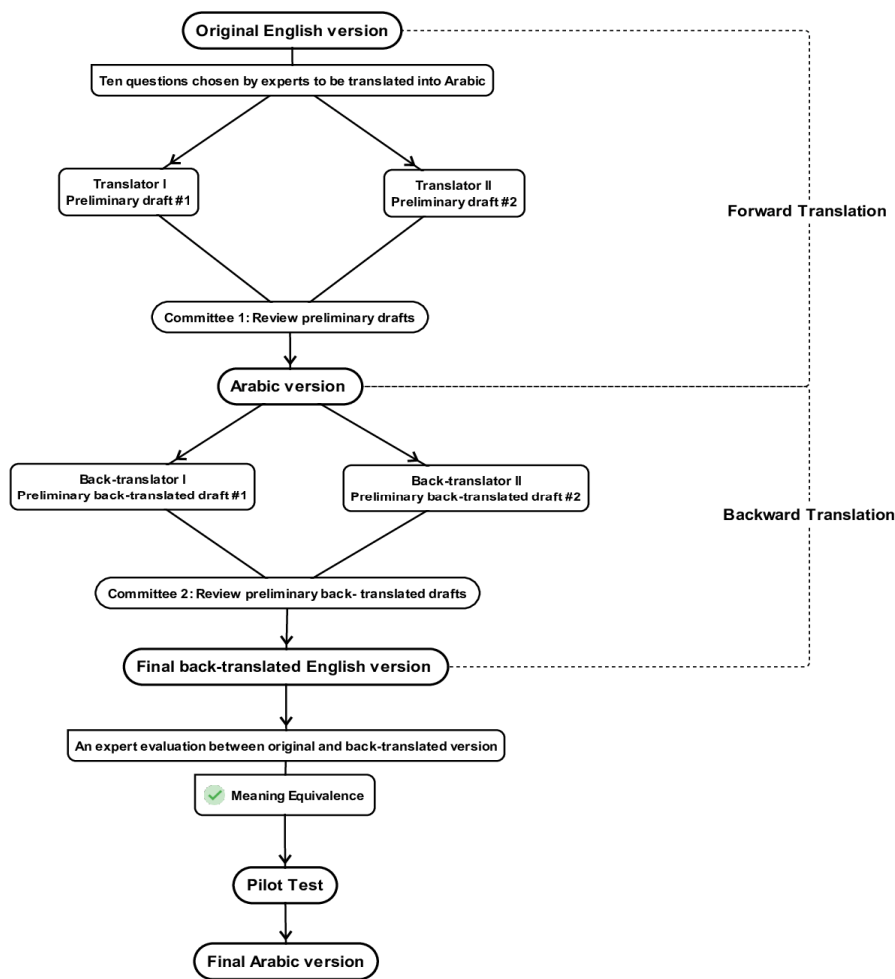 Original English version
Ten questions chosen by experts to be translated into Arabic
Translator I
Preliminary draft #1
Translator II
Preliminary draft #2
Forward Translation
Committee 1: Review preliminary drafts
Arabic version
Back-translator I
Preliminary back-translated draft #1
Back-translator II
Preliminary back-translated draft #2
Backward Translation
Committee 2: Review preliminary back- translated drafts
Final back-translated English version
An expert evaluation between original and back-translated version
Meaning Equivalence
Pilot Test
Final Arabic version